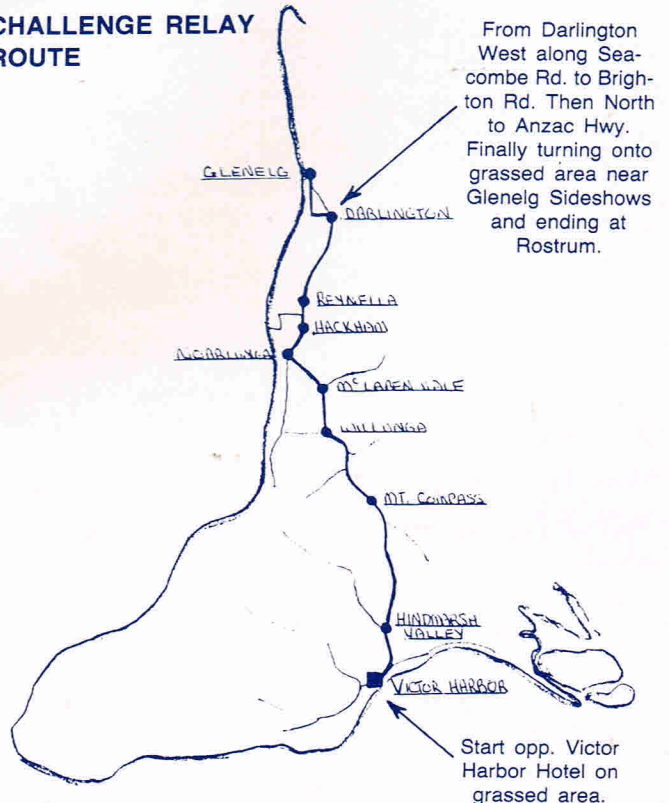 CHALLENGE RELAY
ROUTE
From Darlington
West along Sea-
combe Rd. to Brigh-
ton Rd. Then North
to Anzac Hwy.
Finally turning onto
grassed area near
Glenelg Sideshows
and ending at
Rostrum.
GLENELG
DARLINGTON
REYNELLA
HACKHAM
NOARLUNGA
McLAREN VALE
WILLUNGA
MT. COMPASS
HINDMARSH
VALLEY
VICTOR HARBOR
Start opp. Victor
Harbor Hotel on
grassed area.